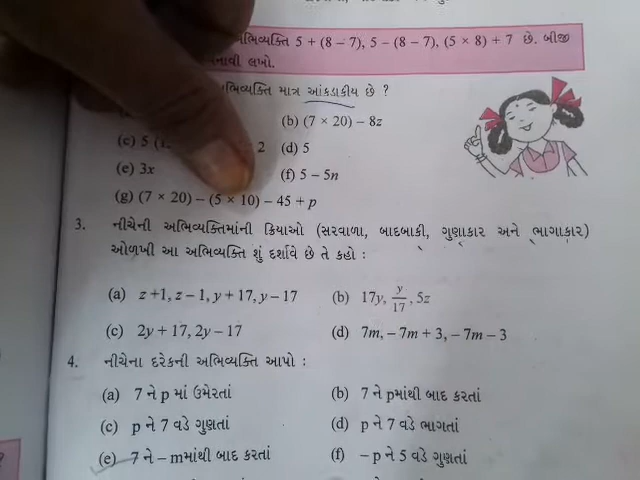 અભિવ્યક્તિ 5 + (8 – 7), 5 – (8 – 7), (5 × 8) + 7 છે. બીજી
લખો.
અભિવ્યક્તિ માત્ર આંકડાકીય છે ?
(b) (7 × 20) – 8z
(c) 5 2 (d) 5
(e) 3x (f) 5 – 5n
(g) (7 × 20) – (5 × 10) – 45 + p
3. નીચેની અભિવ્યક્તિમાંની ક્રિયાઓ (સરવાળા, બાદબાકી, ગુણાકાર અને ભાગાકાર)
ઓળખી આ અભિવ્યક્તિ શું દર્શાવે છે તે કહો :
(a) z +1, z – 1, y + 17, y – 17 (b) 17y, y/17, 5z
(c) 2y + 17, 2y – 17 (d) 7m, – 7m + 3, – 7m – 3
4. નીચેના દરેકની અભિવ્યક્તિ આપો :
(a) 7 ને p માં ઉમેરતાં (b) 7 ને pમાંથી બાદ કરતાં
(c) p ને 7 વડે ગુણતાં (d) p ને 7 વડે ભાગતાં
(e) 7 ને – mમાંથી બાદ કરતાં (f) –p ને 5 વડે ગુણતાં